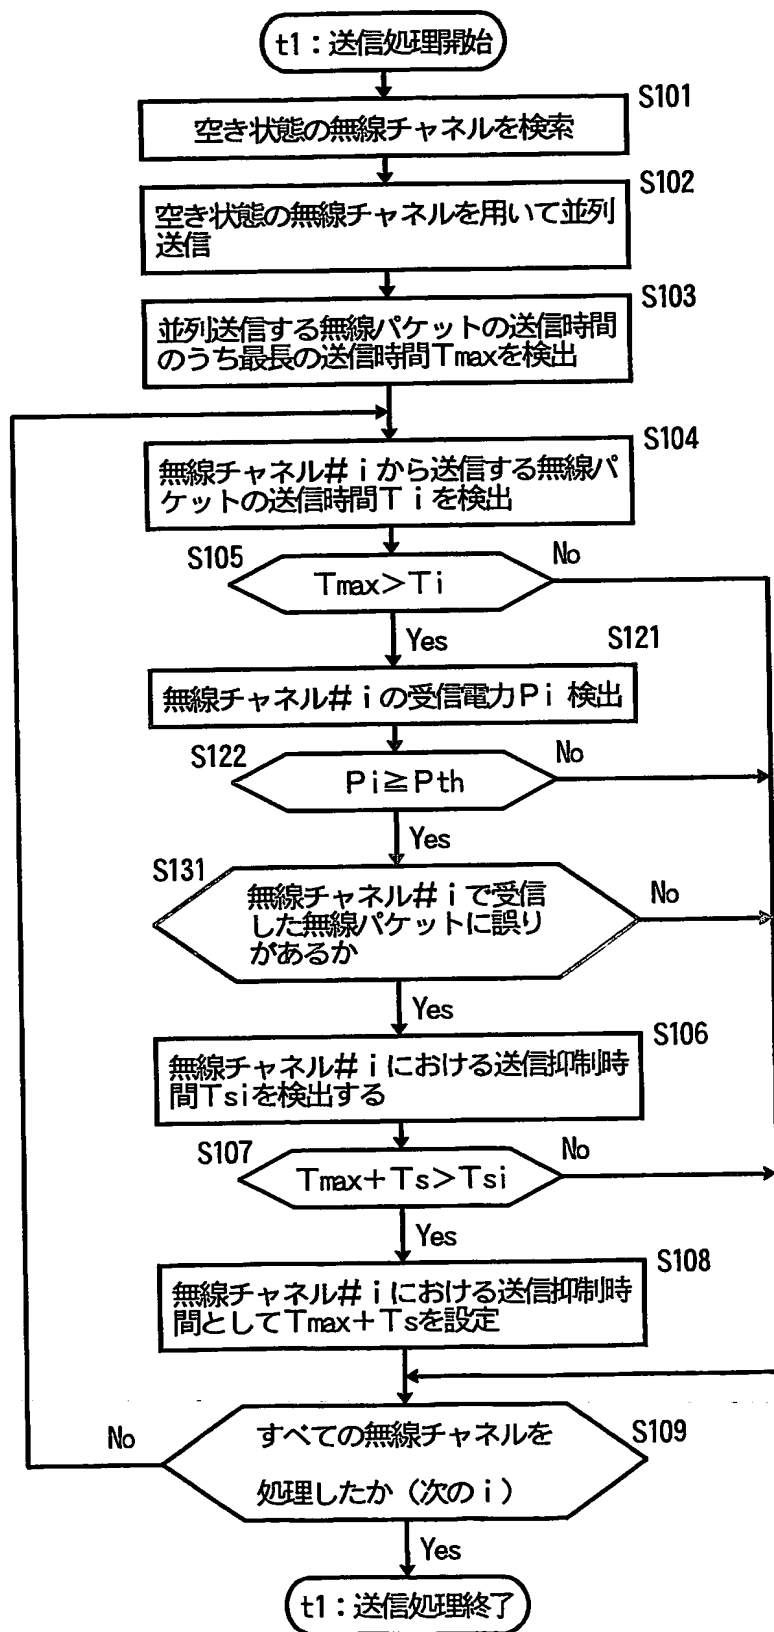 t1：送信処理開始
S101
空き状態の無線チャネルを検索
S102
空き状態の無線チャネルを用いて並列
送信
S103
並列送信する無線パケットの送信時間
のうち最長の送信時間Tmaxを検出
S104
無線チャネル＃iから送信する無線パ
ケットの送信時間Tiを検出
S105
No
Tmax＞Ti
Yes
S121
無線チャネル＃iの受信電力Pi 検出
S122
No
Pi≧Pth
Yes
S131
No
無線チャネル＃iで受信
した無線パケットに誤り
があるか
Yes
S106
無線チャネル＃iにおける送信抑制時
間Tsiを検出する
S107
No
Tmax＋Ts＞Tsi
Yes
S108
無線チャネル＃iにおける送信抑制時
間としてTmax＋Tsを設定
No
S109
すべての無線チャネルを
処理したか（次のi）
Yes
t1：送信処理終了